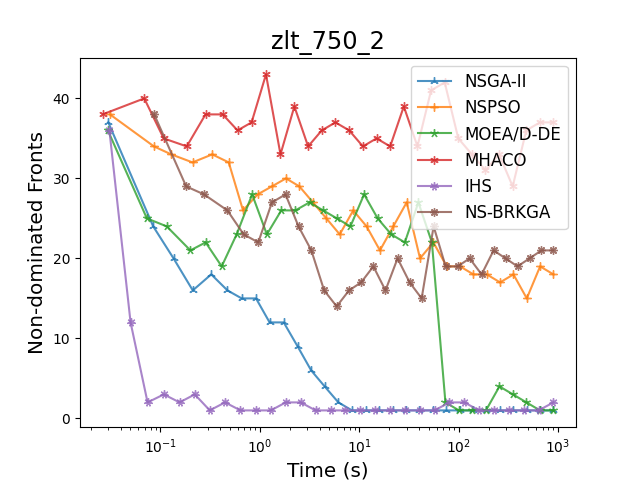 zlt_750_2
Non-dominated Fronts
40
30
20
10
0
10⁻¹
10⁰
10¹
10²
10³
Time (s)
NSGA-II
NSPSO
MOEA/D-DE
MHACO
IHS
NS-BRKGA